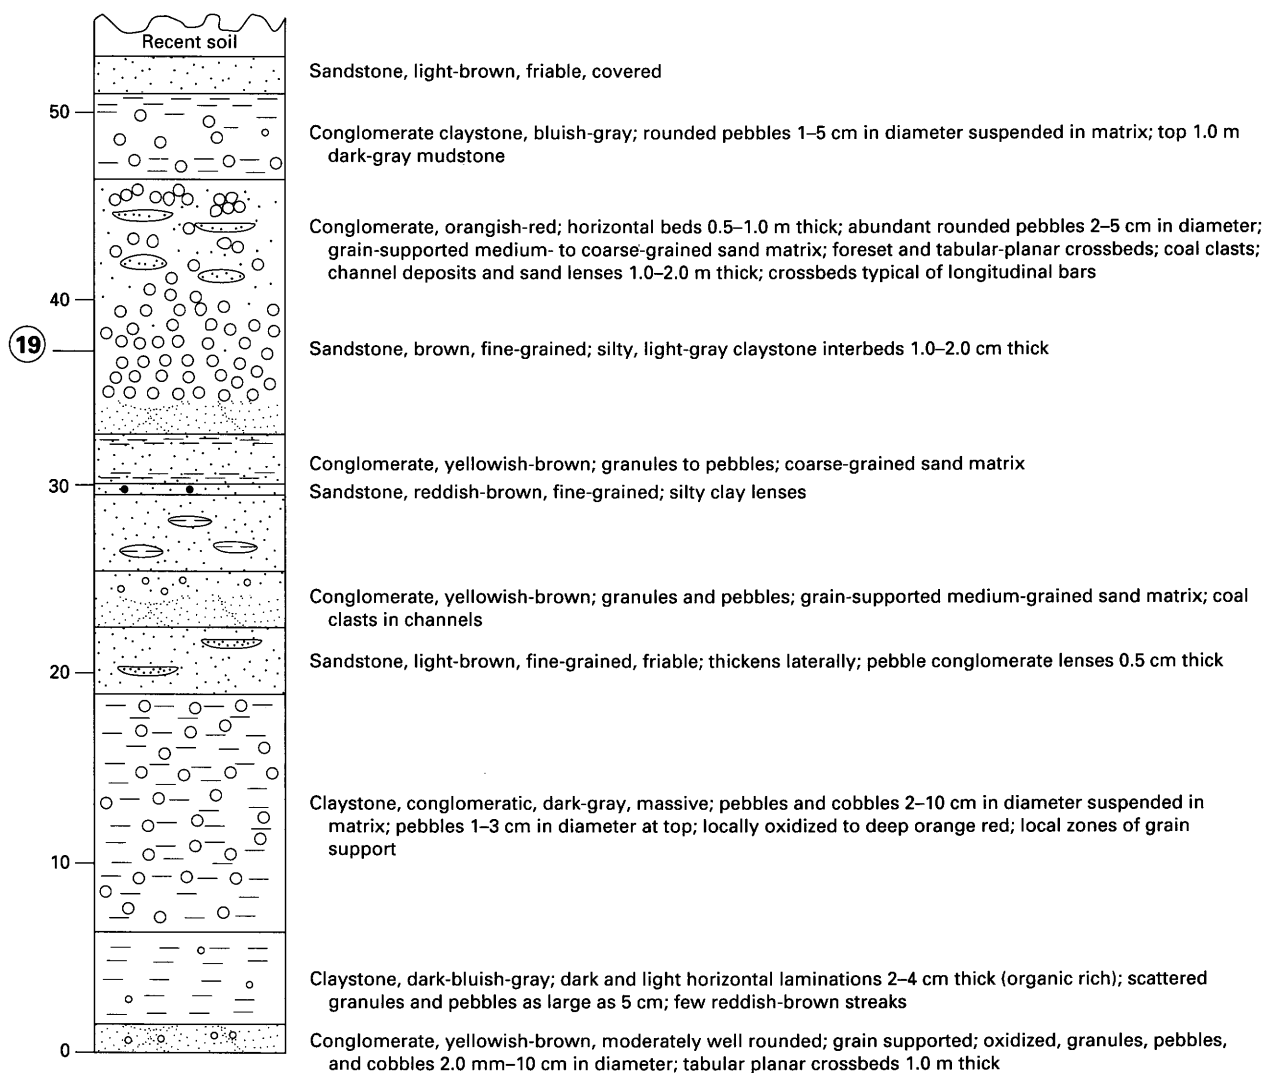 Recent soil
Sandstone, light-brown, friable, covered
50
Conglomerate claystone, bluish-gray; rounded pebbles 1–5 cm in diameter suspended in matrix; top 1.0 m
dark-gray mudstone
Conglomerate, orangish-red; horizontal beds 0.5–1.0 m thick; abundant rounded pebbles 2–5 cm in diameter;
grain-supported medium- to coarse-grained sand matrix; foreset and tabular-planar crossbeds; coal clasts;
channel deposits and sand lenses 1.0–2.0 m thick; crossbeds typical of longitudinal bars
40
19
Sandstone, brown, fine-grained; silty, light-gray claystone interbeds 1.0–2.0 cm thick
Conglomerate, yellowish-brown; granules to pebbles; coarse-grained sand matrix
30
Sandstone, reddish-brown, fine-grained; silty clay lenses
Conglomerate, yellowish-brown; granules and pebbles; grain-supported medium-grained sand matrix; coal
clasts in channels
Sandstone, light-brown, fine-grained, friable; thickens laterally; pebble conglomerate lenses 0.5 cm thick
20
Claystone, conglomeratic, dark-gray, massive; pebbles and cobbles 2–10 cm in diameter suspended in
matrix; pebbles 1–3 cm in diameter at top; locally oxidized to deep orange red; local zones of grain
support
10
Claystone, dark-bluish-gray; dark and light horizontal laminations 2–4 cm thick (organic rich); scattered
granules and pebbles as large as 5 cm; few reddish-brown streaks
0
Conglomerate, yellowish-brown, moderately well rounded; grain supported; oxidized, granules, pebbles,
and cobbles 2.0 mm–10 cm in diameter; tabular planar crossbeds 1.0 m thick